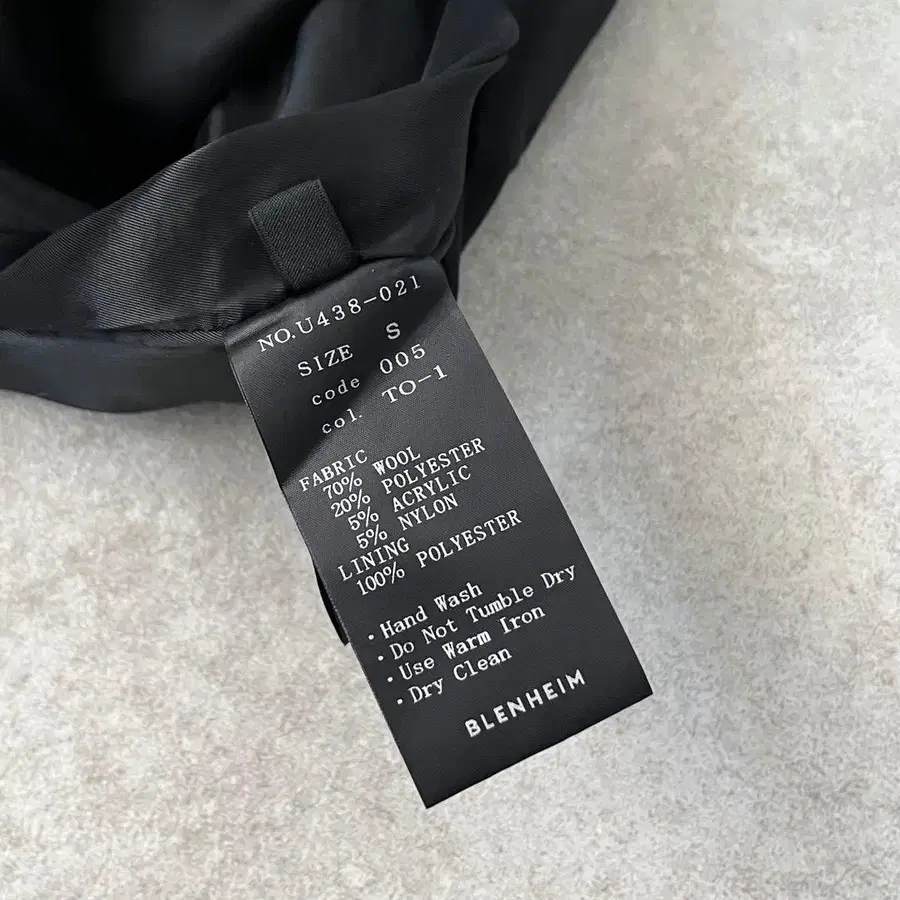 NO.U438-021
SIZE S
code 005
col. TO-1
FABRIC
70% WOOL
20% POLYESTER
5% ACRYLIC
5% NYLON
LINING
100% POLYESTER
・Hand Wash
・Do Not Tumble Dry
・Use Warm Iron
・Dry Clean
BLENHEIM